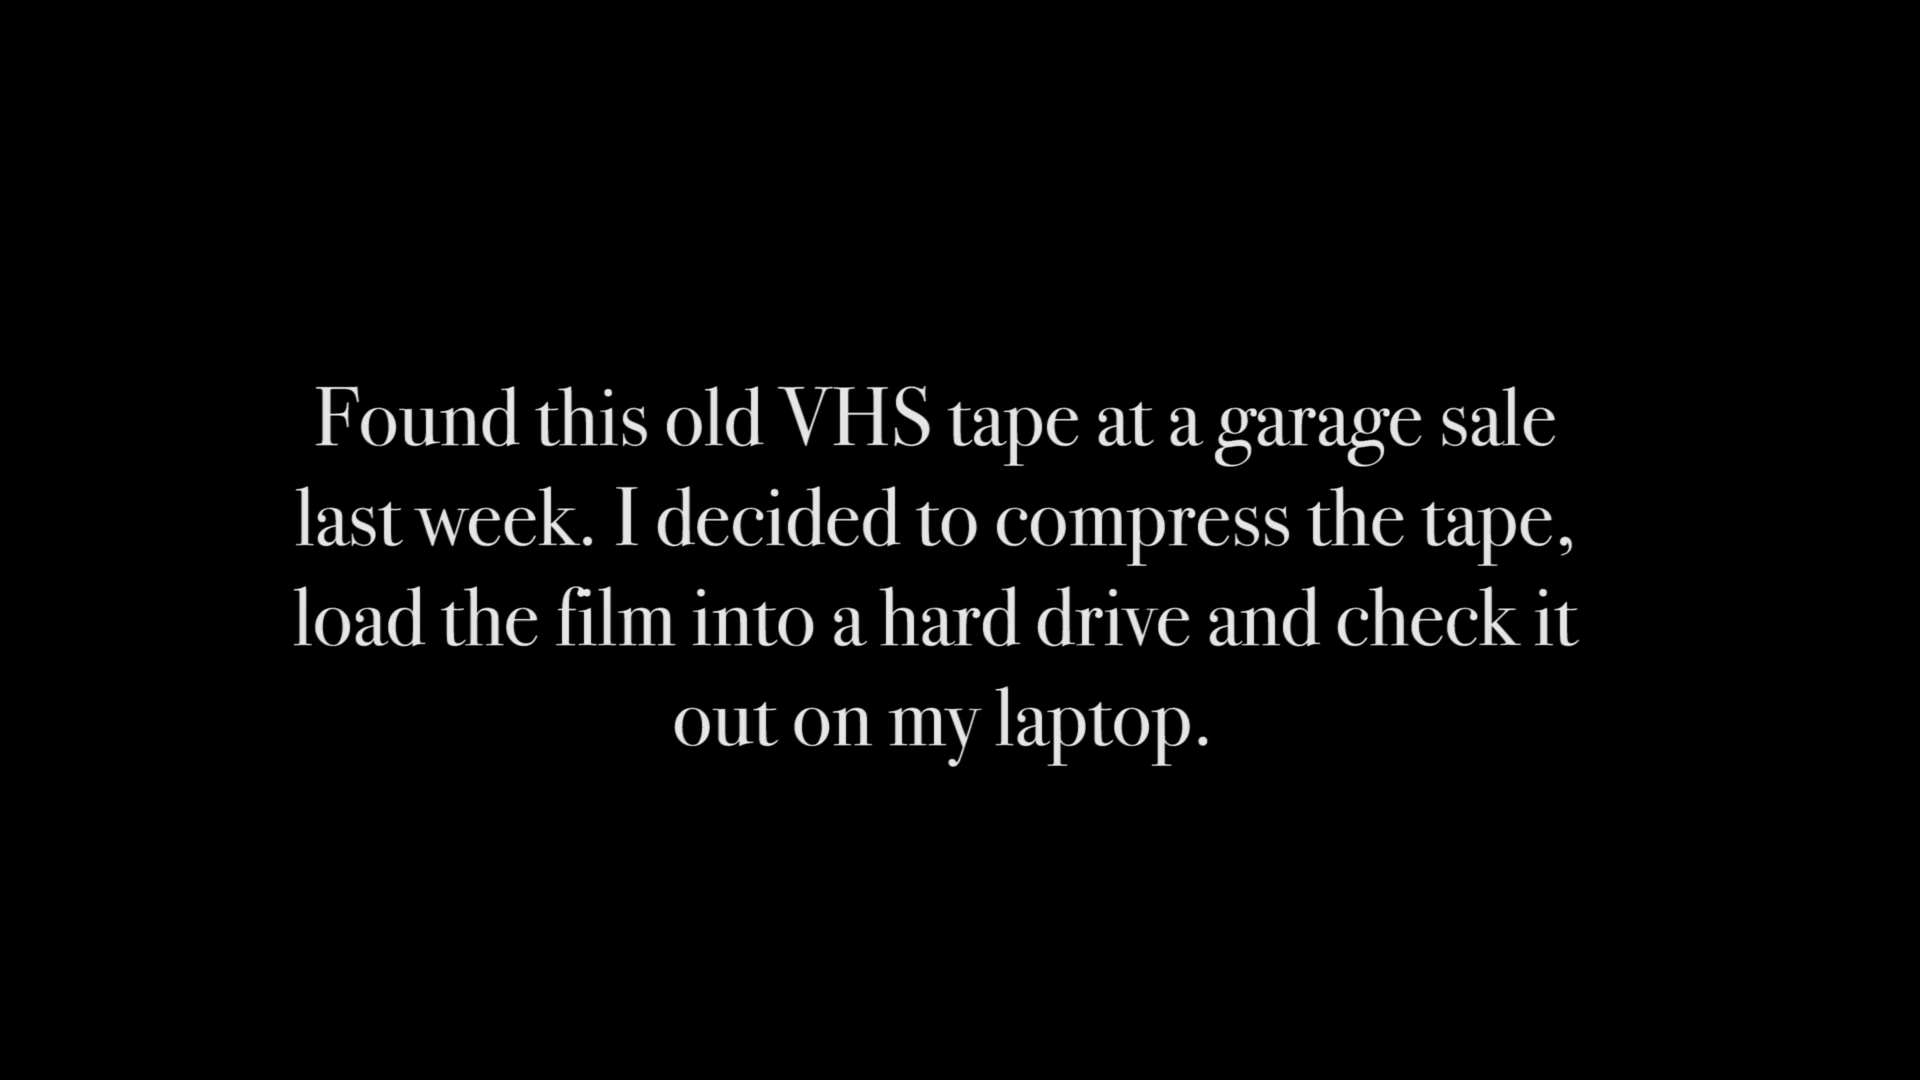 Found this old VHS tape at a garage sale
last week. I decided to compress the tape,
load the film into a hard drive and check it
out on my laptop.